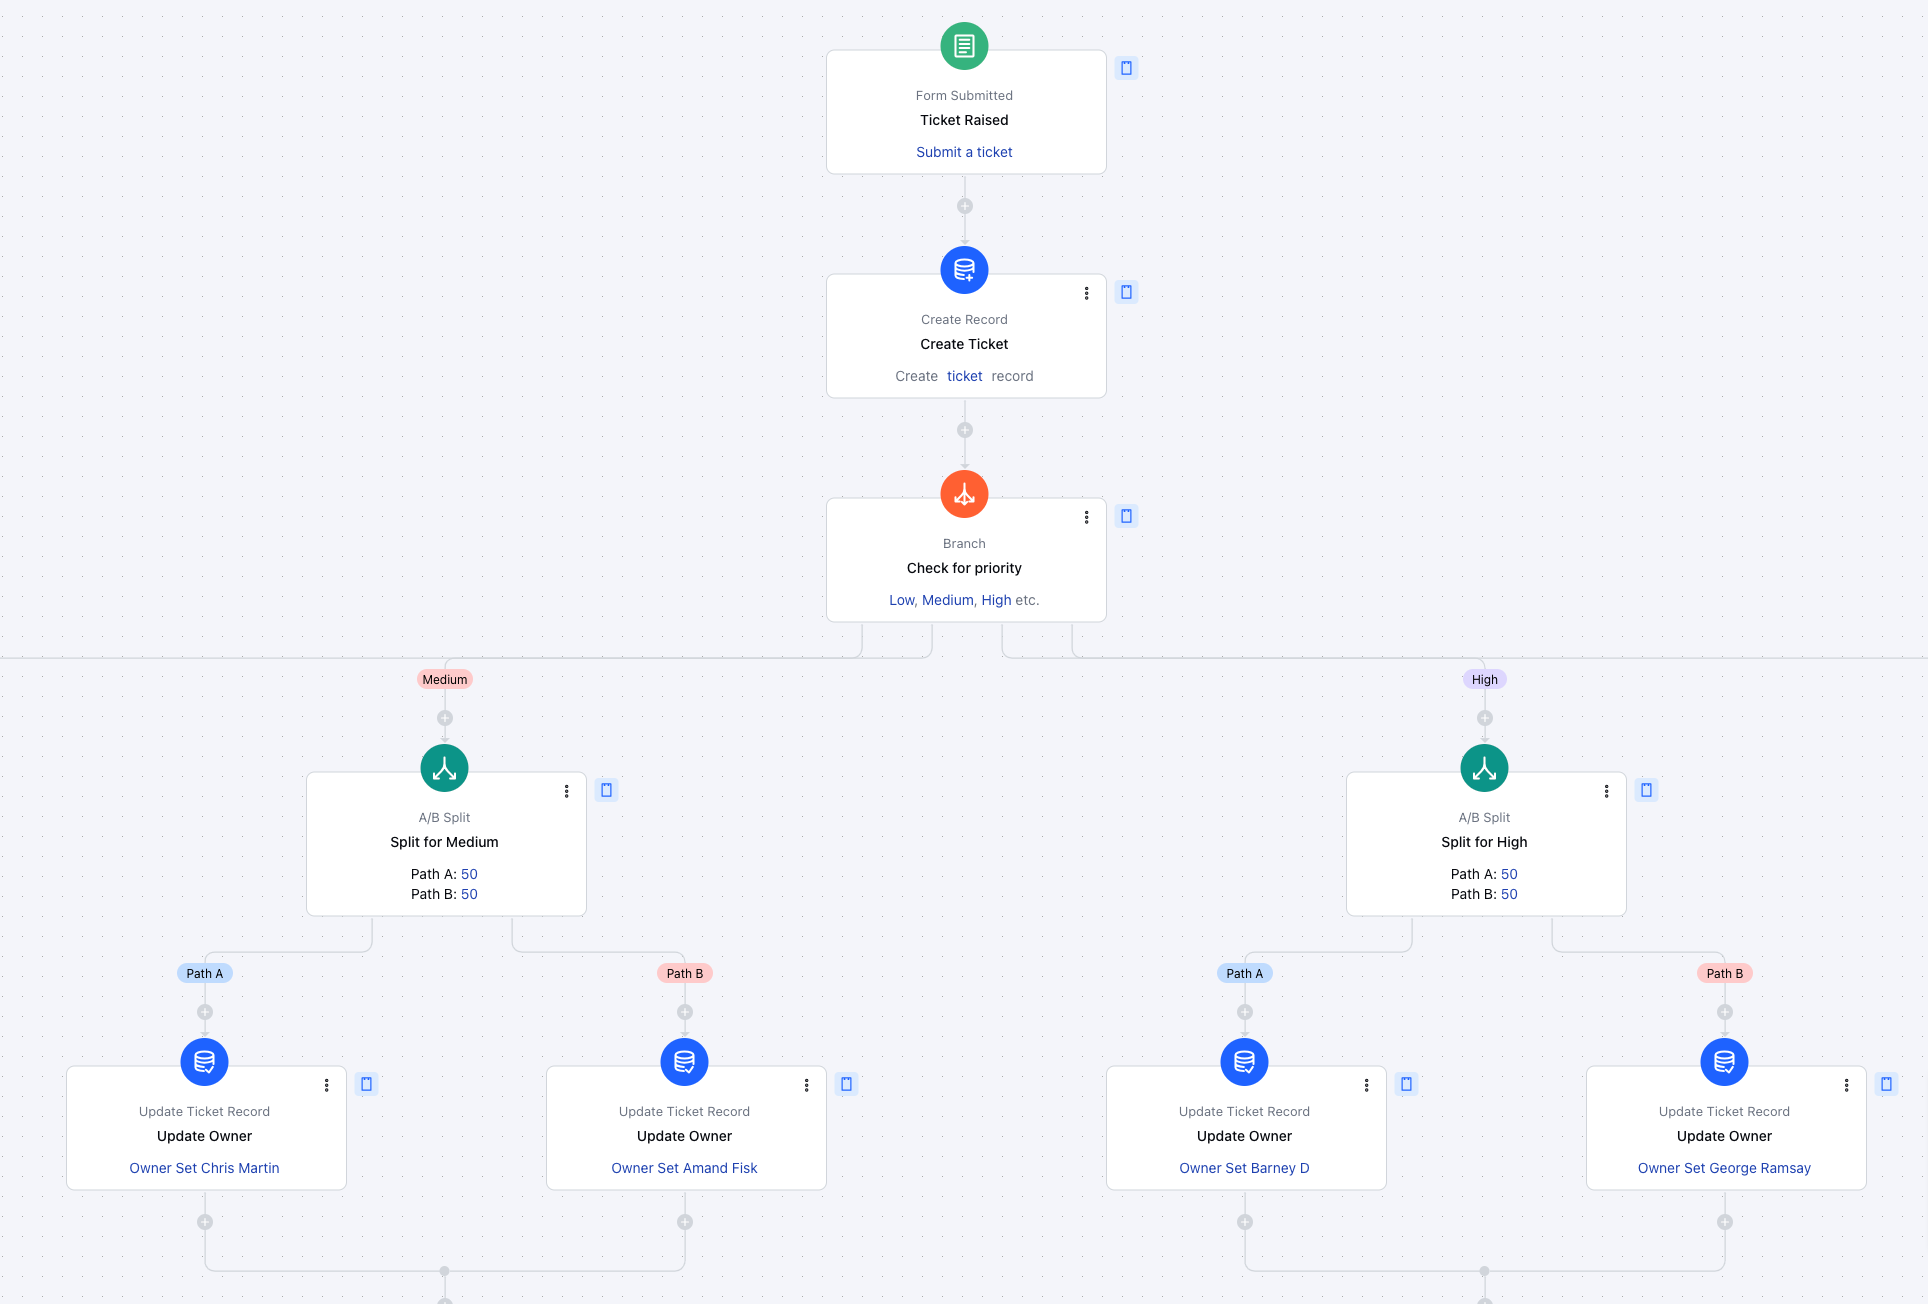 Form Submitted
Ticket Raised
Submit a ticket
Create Record
Create Ticket
Create ticket record
Branch
Check for priority
Low, Medium, High etc.
Medium
High
A/B Split
Split for Medium
Path A: 50
Path B: 50
A/B Split
Split for High
Path A: 50
Path B: 50
Path A
Path B
Path A
Path B
Update Ticket Record
Update Owner
Owner Set Chris Martin
Update Ticket Record
Update Owner
Owner Set Amand Fisk
Update Ticket Record
Update Owner
Owner Set Barney D
Update Ticket Record
Update Owner
Owner Set George Ramsay